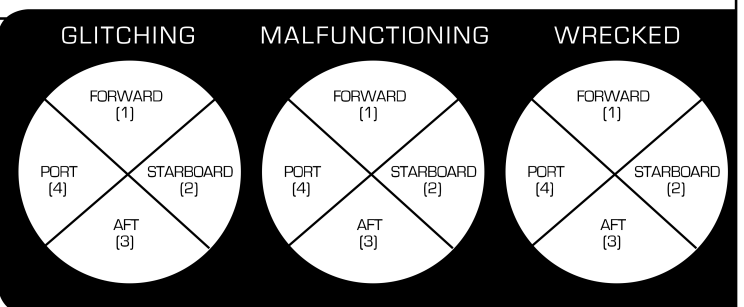 GLITCHING
FORWARD
(1)
PORT
(4)
STARBOARD
(2)
AFT
(3)
MALFUNCTIONING
FORWARD
(1)
PORT
(4)
STARBOARD
(2)
AFT
(3)
WRECKED
FORWARD
(1)
PORT
(4)
STARBOARD
(2)
AFT
(3)